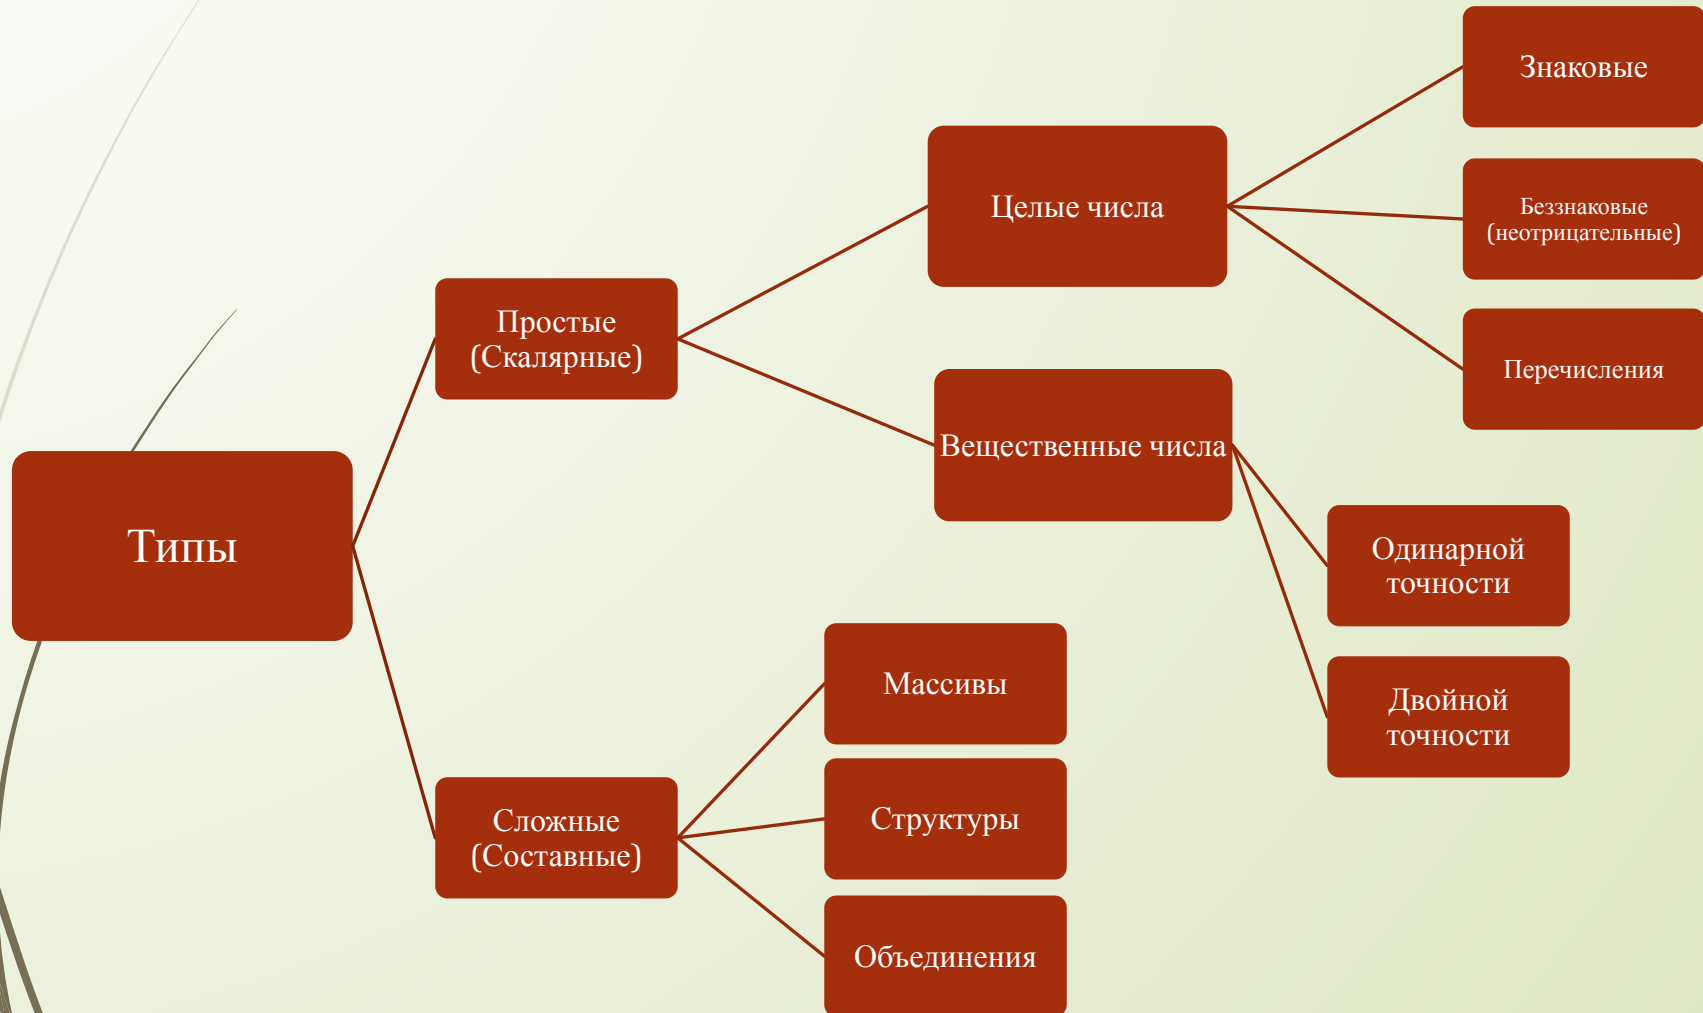 Типы
Простые
(Скалярные)
Целые числа
Знаковые
Беззнаковые
(неотрицательные)
Перечисления
Вещественные числа
Одинарной
точности
Двойной
точности
Сложные
(Составные)
Массивы
Структуры
Объединения